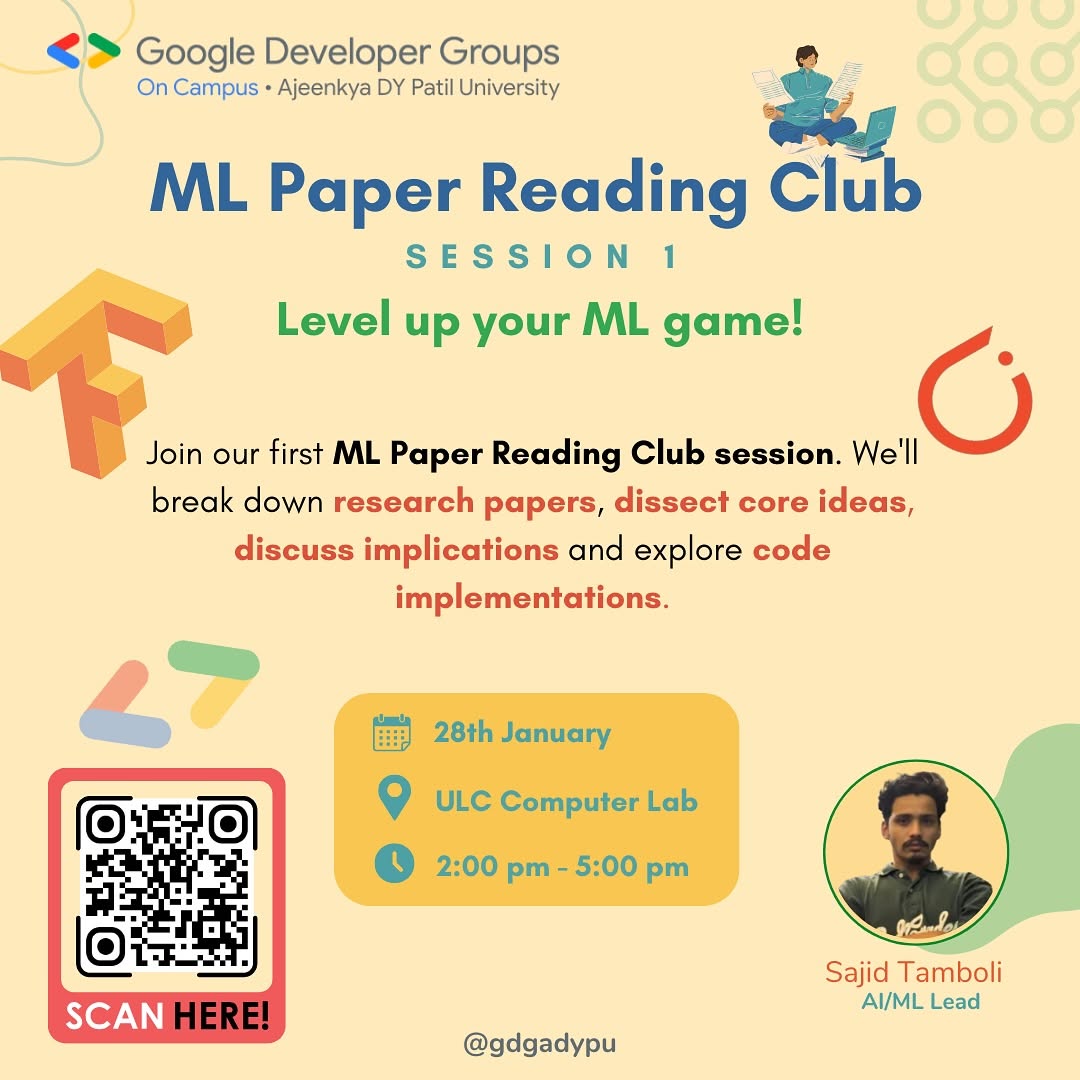 Google Developer Groups
On Campus • Ajeenkya DY Patil University
ML Paper Reading Club
SESSION 1
Level up your ML game!
Join our first ML Paper Reading Club session. We'll
break down research papers, dissect core ideas,
discuss implications and explore code
implementations.
28th January
ULC Computer Lab
2:00 pm - 5:00 pm
SCAN HERE!
Sajid Tamboli
AI/ML Lead
@gdgadypu